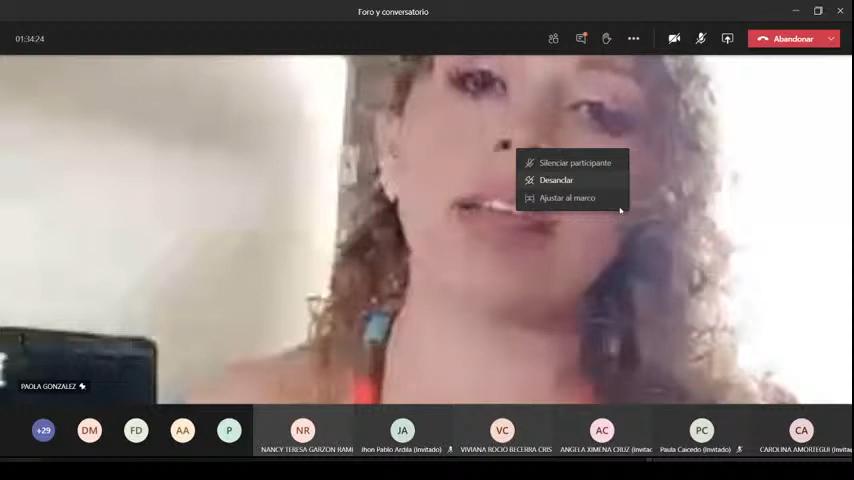 Foro y conversatorio
01:34:24
Abandonar
Silenciar participante
Desanclar
Ajustar al marco
PAOLA GONZALEZ
+29 DM FD AA P NR JA VC AC PC CA
NANCY TERESA GARZON RAMI Jhon Pablo Ardila (Invitado) VIVIANA ROCIO BECERRA CRIS ANGELA XIMENA CRUZ (Invitac Paula Caicedo (Invitado) CAROLINA AMORTEGUI (Invita